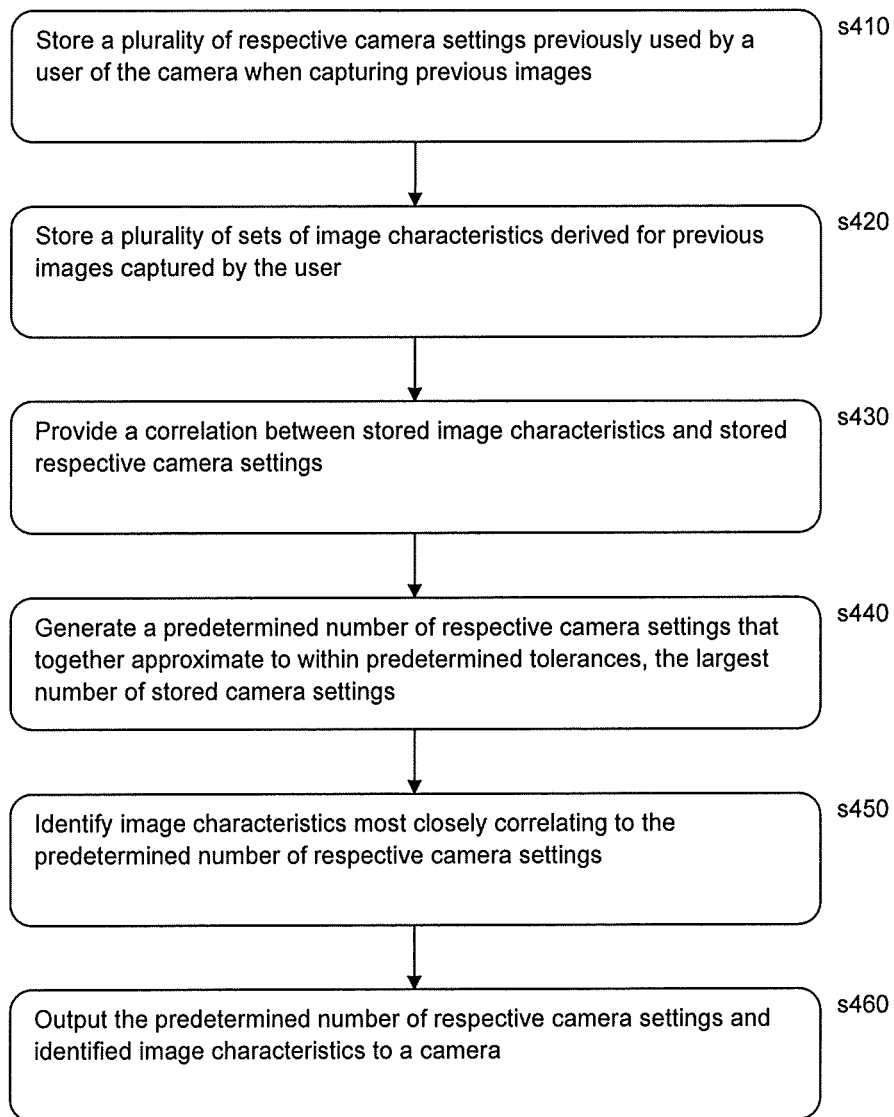 Store a plurality of respective camera settings previously used by a
user of the camera when capturing previous images
s410
Store a plurality of sets of image characteristics derived for previous
images captured by the user
s420
Provide a correlation between stored image characteristics and stored
respective camera settings
s430
Generate a predetermined number of respective camera settings that
together approximate to within predetermined tolerances, the largest
number of stored camera settings
s440
Identify image characteristics most closely correlating to the
predetermined number of respective camera settings
s450
Output the predetermined number of respective camera settings and
identified image characteristics to a camera
s460